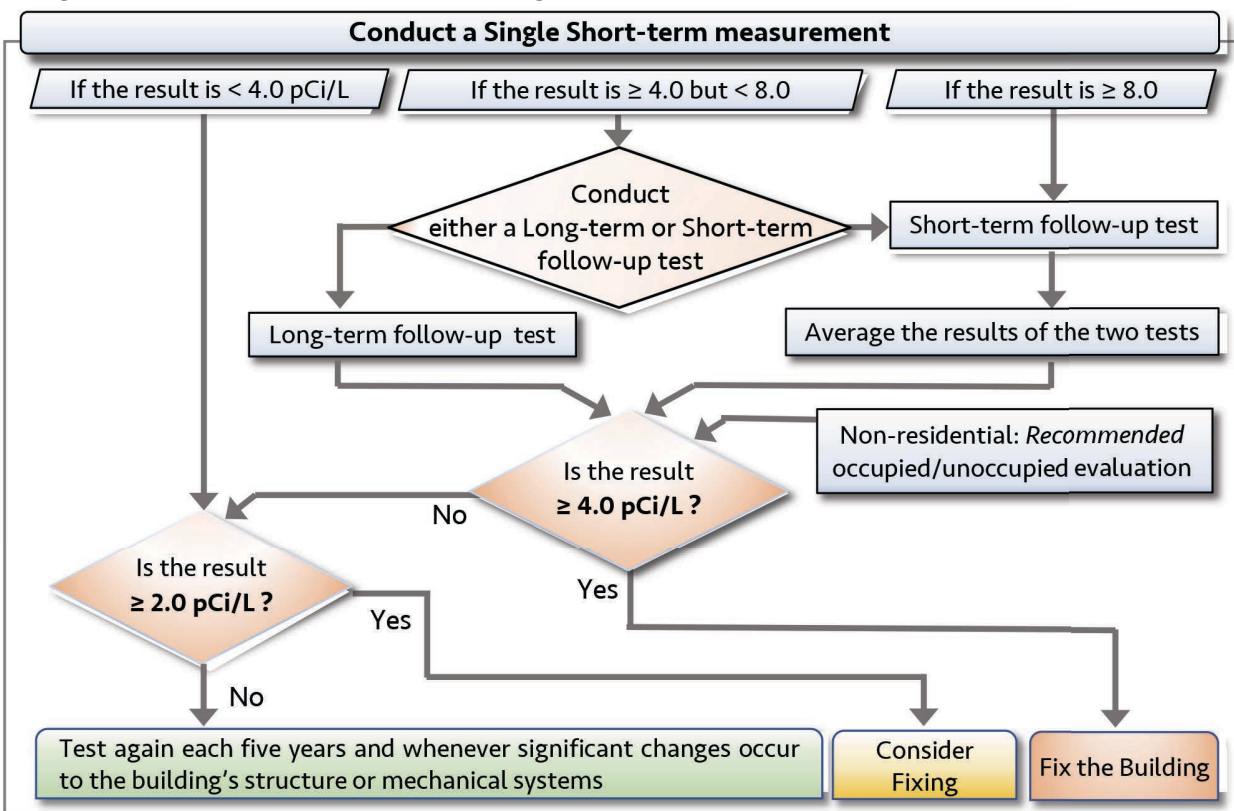 Conduct a Single Short-term measurement
If the result is < 4.0 pCi/L
If the result is ≥ 4.0 but < 8.0
If the result is ≥ 8.0
Conduct
either a Long-term or Short-term
follow-up test
Short-term follow-up test
Long-term follow-up test
Average the results of the two tests
Non-residential: Recommended
occupied/unoccupied evaluation
Is the result
≥ 4.0 pCi/L ?
No
Yes
Is the result
≥ 2.0 pCi/L ?
Yes
No
Test again each five years and whenever significant changes occur
to the building's structure or mechanical systems
Consider
Fixing
Fix the Building